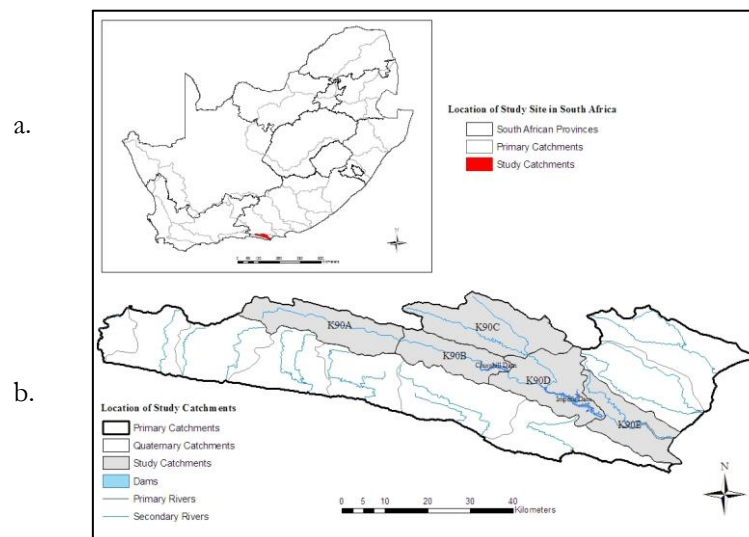 a.
Location of Study Site in South Africa
South African Provinces
Primary Catchments
Study Catchments
N
K90A
K90C
K90B
Churchill Dam
K90D
K90E
b.
Location of Study Catchments
Primary Catchments
Quaternary Catchments
Study Catchments
Dams
Primary Rivers
Secondary Rivers
0 5 10 20 30 40
Kilometers
N